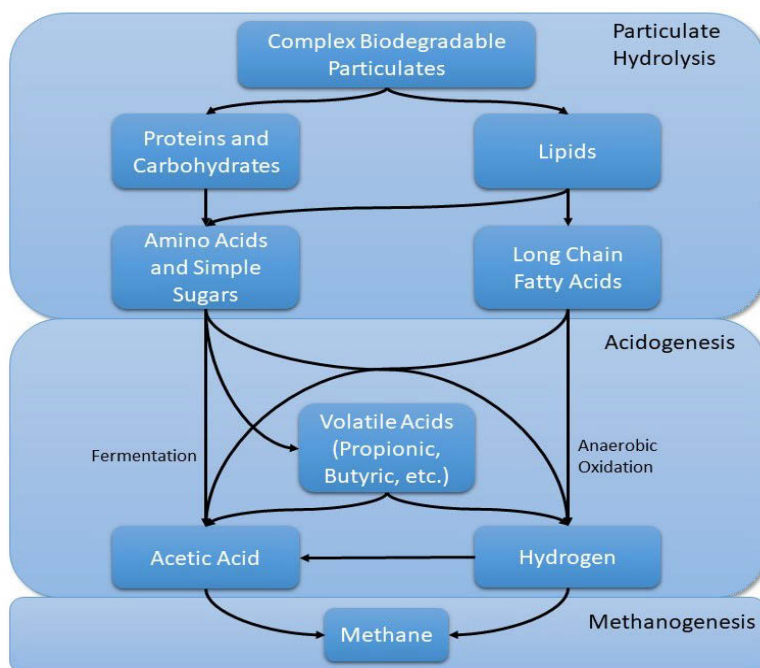 Complex Biodegradable
Particulates
Particulate
Hydrolysis
Proteins and
Carbohydrates
Lipids
Amino Acids
and Simple
Sugars
Long Chain
Fatty Acids
Acidogenesis
Volatile Acids
(Propionic,
Butyric, etc.)
Fermentation
Anaerobic
Oxidation
Acetic Acid
Hydrogen
Methanogenesis
Methane